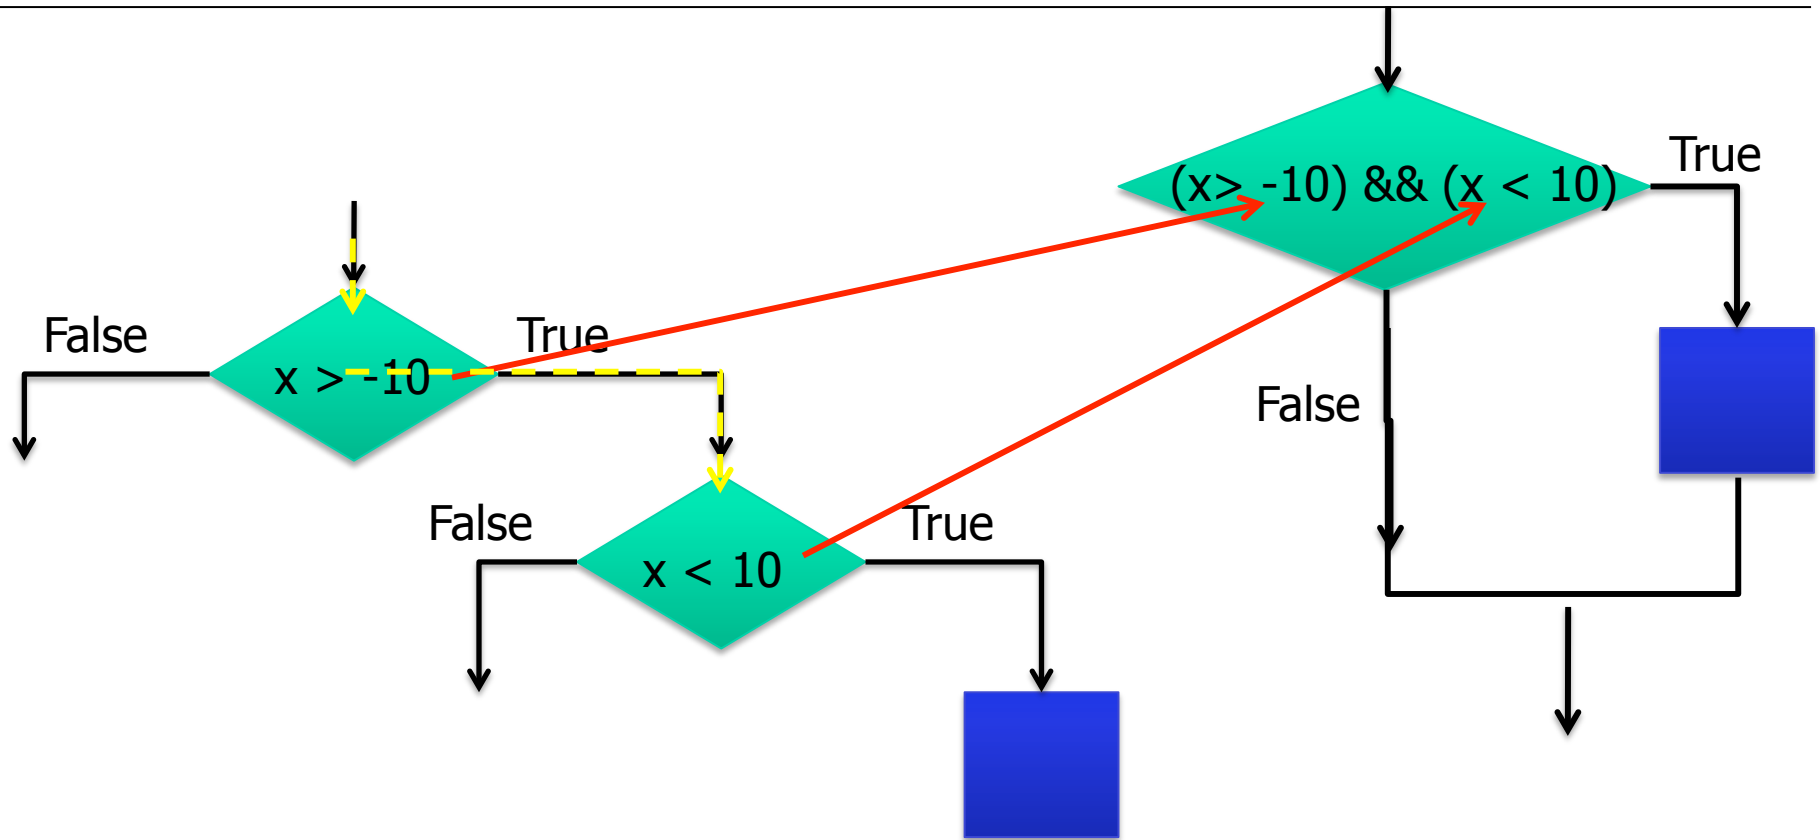 (x> -10) && (x < 10)
True
False
False
True
x > -10
False
True
x < 10